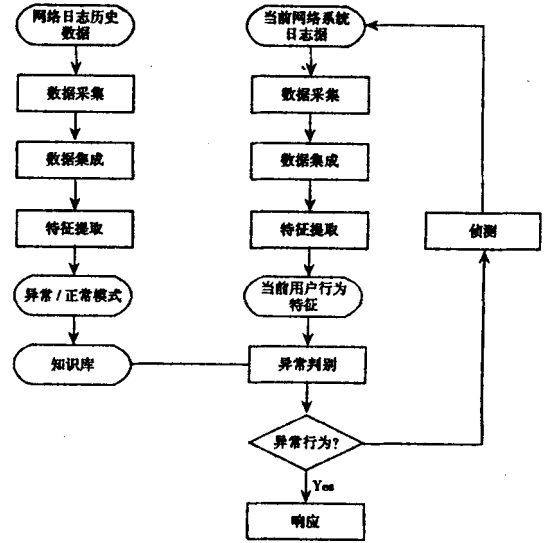 网络日志历史
数据
数据采集
数据集成
特征提取
异常 / 正常模式
知识库
当前网络系统
日志据
数据采集
数据集成
特征提取
当前用户行为
特征
异常判别
异常行为?
Yes
响应
侦测